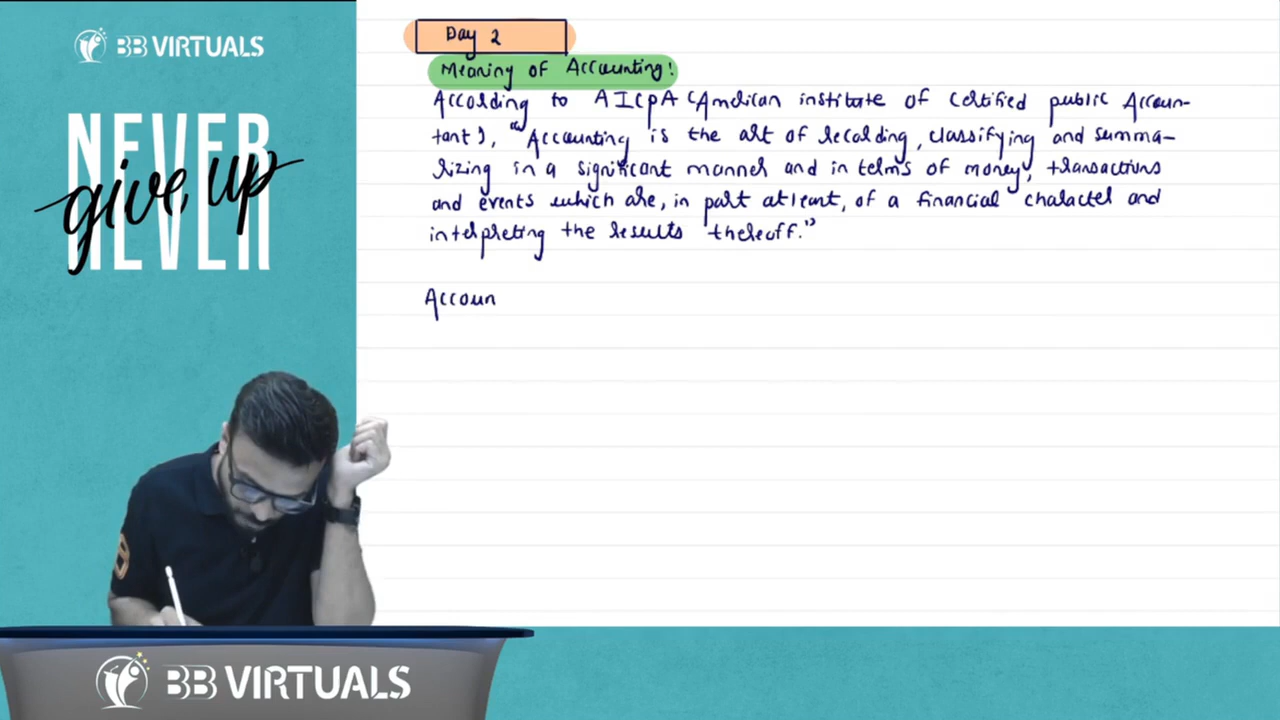 BB VIRTUALS
NEVER
give up
NEVER
Day 2
Meaning of Accounting:
According to AICPA (American institute of Certified public Accoun-
tant), "Accounting is the art of recording, classifying and summa-
rizing in a significant manner and in terms of money, transactions
and events which are, in part at least, of a financial character and
interpreting the results thereoff."
Accoun
BB VIRTUALS